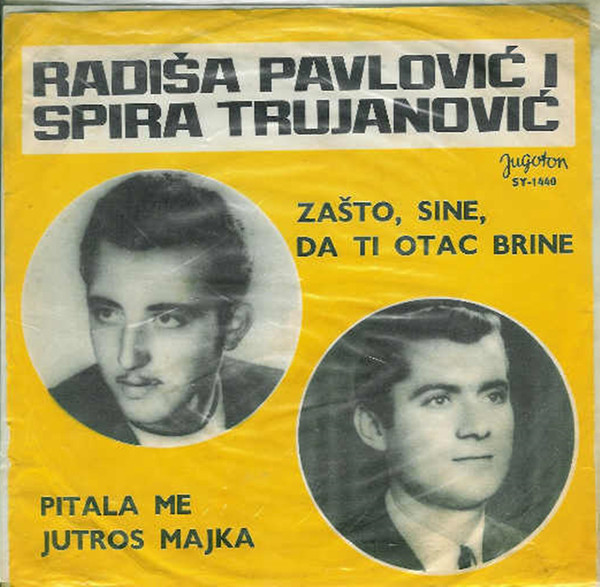 RADIŠA PAVLOVIĆ I
SPIRA TRUJANOVIĆ
Jugoton
SY-1440
ZAŠTO, SINE,
DA TI OTAC BRINE
PITALA ME
JUTROS MAJKA